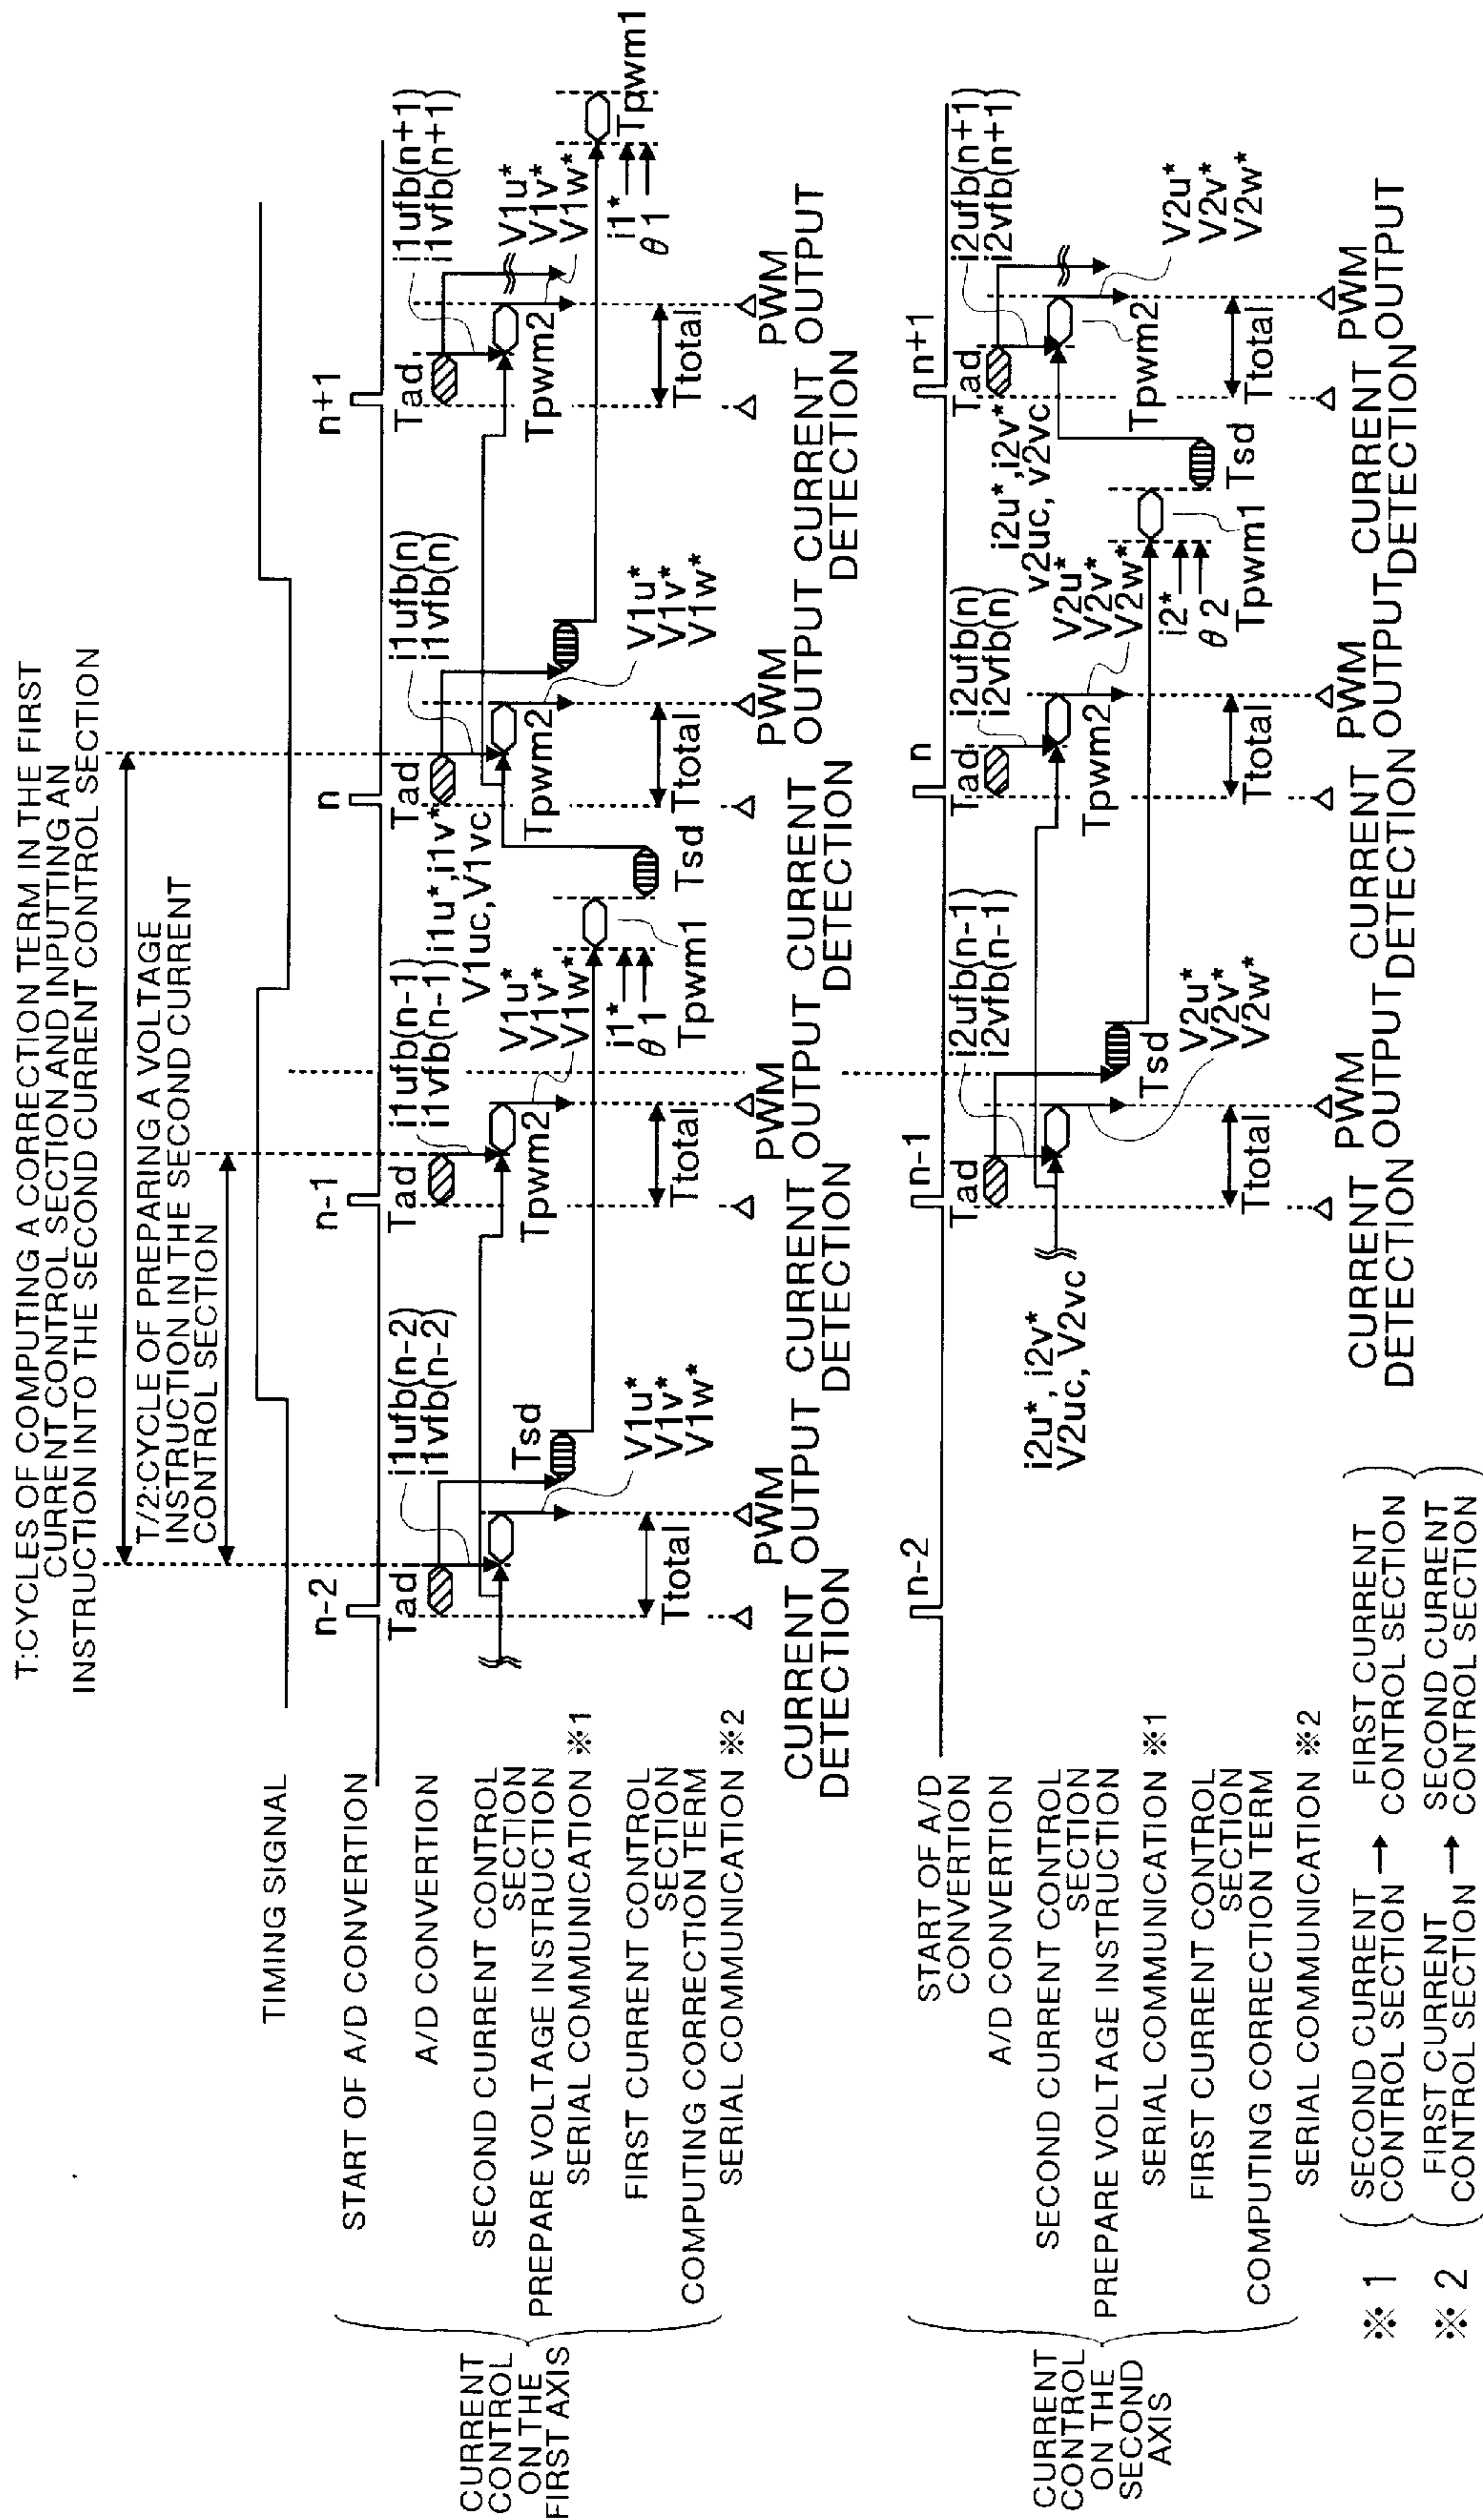 T:CYCLES OF COMPUTING A CORRECTION TERM IN THE FIRST
CURRENT CONTROL SECTION AND INPUTTING AN
INSTRUCTION INTO THE SECOND CURRENT CONTROL SECTION
T/2:CYCLE OF PREPARING A VOLTAGE
INSTRUCTION IN THE SECOND CURRENT
CONTROL SECTION
TIMING SIGNAL
CURRENT
CONTROL
ON THE
FIRST AXIS
START OF A/D CONVERTION
n-2
n-1
n
n+1
A/D CONVERTION
Tad
i1ufb(n-2)
i1vfb(n-2)
Tad
i1ufb(n-1)
i1vfb(n-1)
i1u*,i1v*
V1uc,V1vc
Tad
i1ufb(n)
i1vfb(n)
Tad
i1ufb(n+1)
i1vfb(n+1)
SECOND CURRENT CONTROL
SECTION
PREPARE VOLTAGE INSTRUCTION
Tpwm2
V1u*
V1v*
W1w*
Tpwm2
Tpwm2
V1u*
V1v*
V1w*
SERIAL COMMUNICATION ※1
Tsd
V1u*
V1v*
V1w*
V1u*
V1v*
V1w*
FIRST CURRENT CONTROL
SECTION
COMPUTING CORRECTION TERM
i1*
θ1
Tpwm1
i1*
θ1
Tpwm1
SERIAL COMMUNICATION ※2
Ttotal
Ttotal
Tsd
Ttotal
Ttotal
CURRENT
DETECTION
PWM
OUTPUT
CURRENT
DETECTION
PWM
OUTPUT
CURRENT
DETECTION
PWM
OUTPUT
CURRENT
DETECTION
PWM
OUTPUT
CURRENT
CONTROL
ON THE
SECOND
AXIS
START OF A/D
CONVERTION
n-2
n-1
n
n+1
A/D CONVERTION
Tad
i2ufb(n-1)
i2vfb(n-1)
Tad
i2ufb(n)
i2vfb(n)
i2u*,i2v*
v2uc, v2vc
Tad
i2ufb(n+1)
i2vfb(n+1)
SECOND CURRENT CONTROL
SECTION
PREPARE VOLTAGE INSTRUCTION
i2u*, i2v*
V2uc, V2vc
Tpwm2
V2u*
V2v*
V2w*
Tpwm2
SERIAL COMMUNICATION ※1
Tsd
V2u*
V2v*
V2w*
V2u*
V2v*
V2w*
FIRST CURRENT CONTROL
SECTION
COMPUTING CORRECTION TERM
i2*
θ2
Tpwm1
SERIAL COMMUNICATION ※2
Ttotal
Ttotal
Tsd
Ttotal
CURRENT
DETECTION
PWM
OUTPUT
CURRENT
DETECTION
PWM
OUTPUT
CURRENT
DETECTION
PWM
OUTPUT
※1 SECOND CURRENT CONTROL SECTION → FIRST CURRENT CONTROL SECTION
※2 FIRST CURRENT CONTROL SECTION → SECOND CURRENT CONTROL SECTION